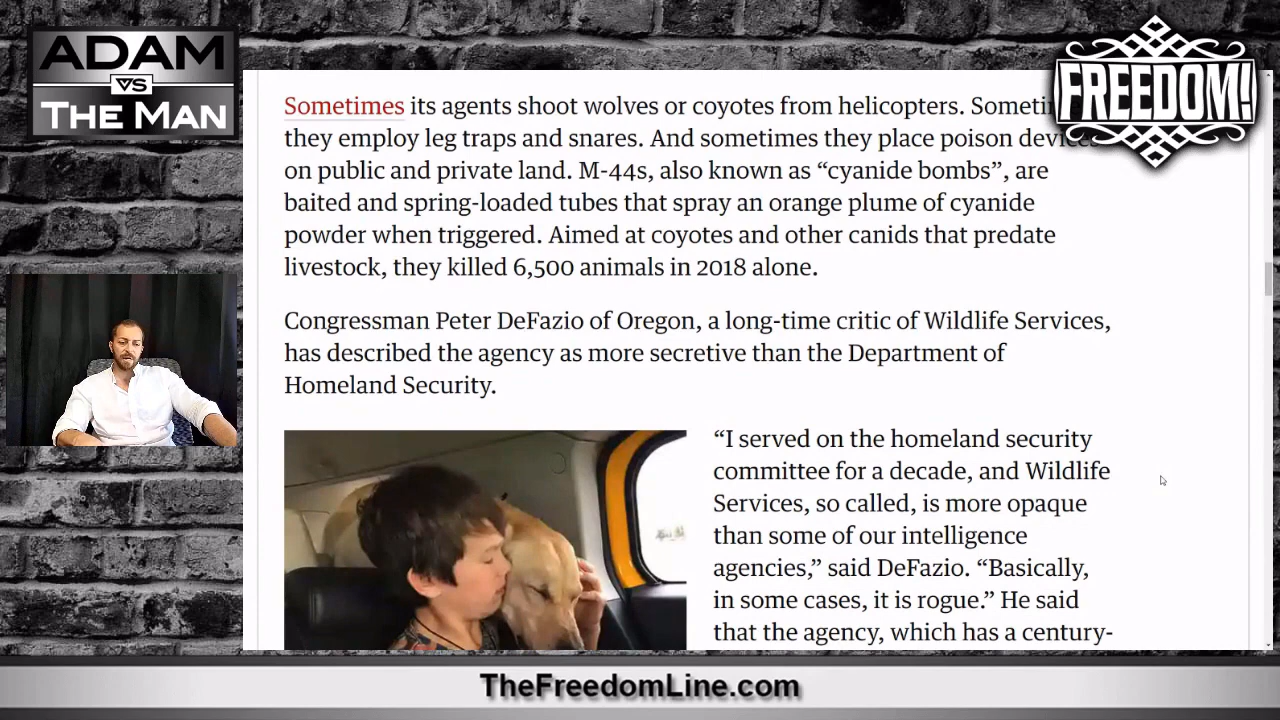 ADAM
VS
THE MAN
FREEDOM!
Sometimes its agents shoot wolves or coyotes from helicopters.
they employ leg traps and snares. And sometimes they place poison
on public and private land. M-44s, also known as “cyanide bombs”, are
baited and spring-loaded tubes that spray an orange plume of cyanide
powder when triggered. Aimed at coyotes and other canids that predate
livestock, they killed 6,500 animals in 2018 alone.
Congressman Peter DeFazio of Oregon, a long-time critic of Wildlife Services,
has described the agency as more secretive than the Department of
Homeland Security.
“I served on the homeland security
committee for a decade, and Wildlife
Services, so called, is more opaque
than some of our intelligence
agencies,” said DeFazio. “Basically,
in some cases, it is rogue.” He said
that the agency, which has a century-
TheFreedomLine.com